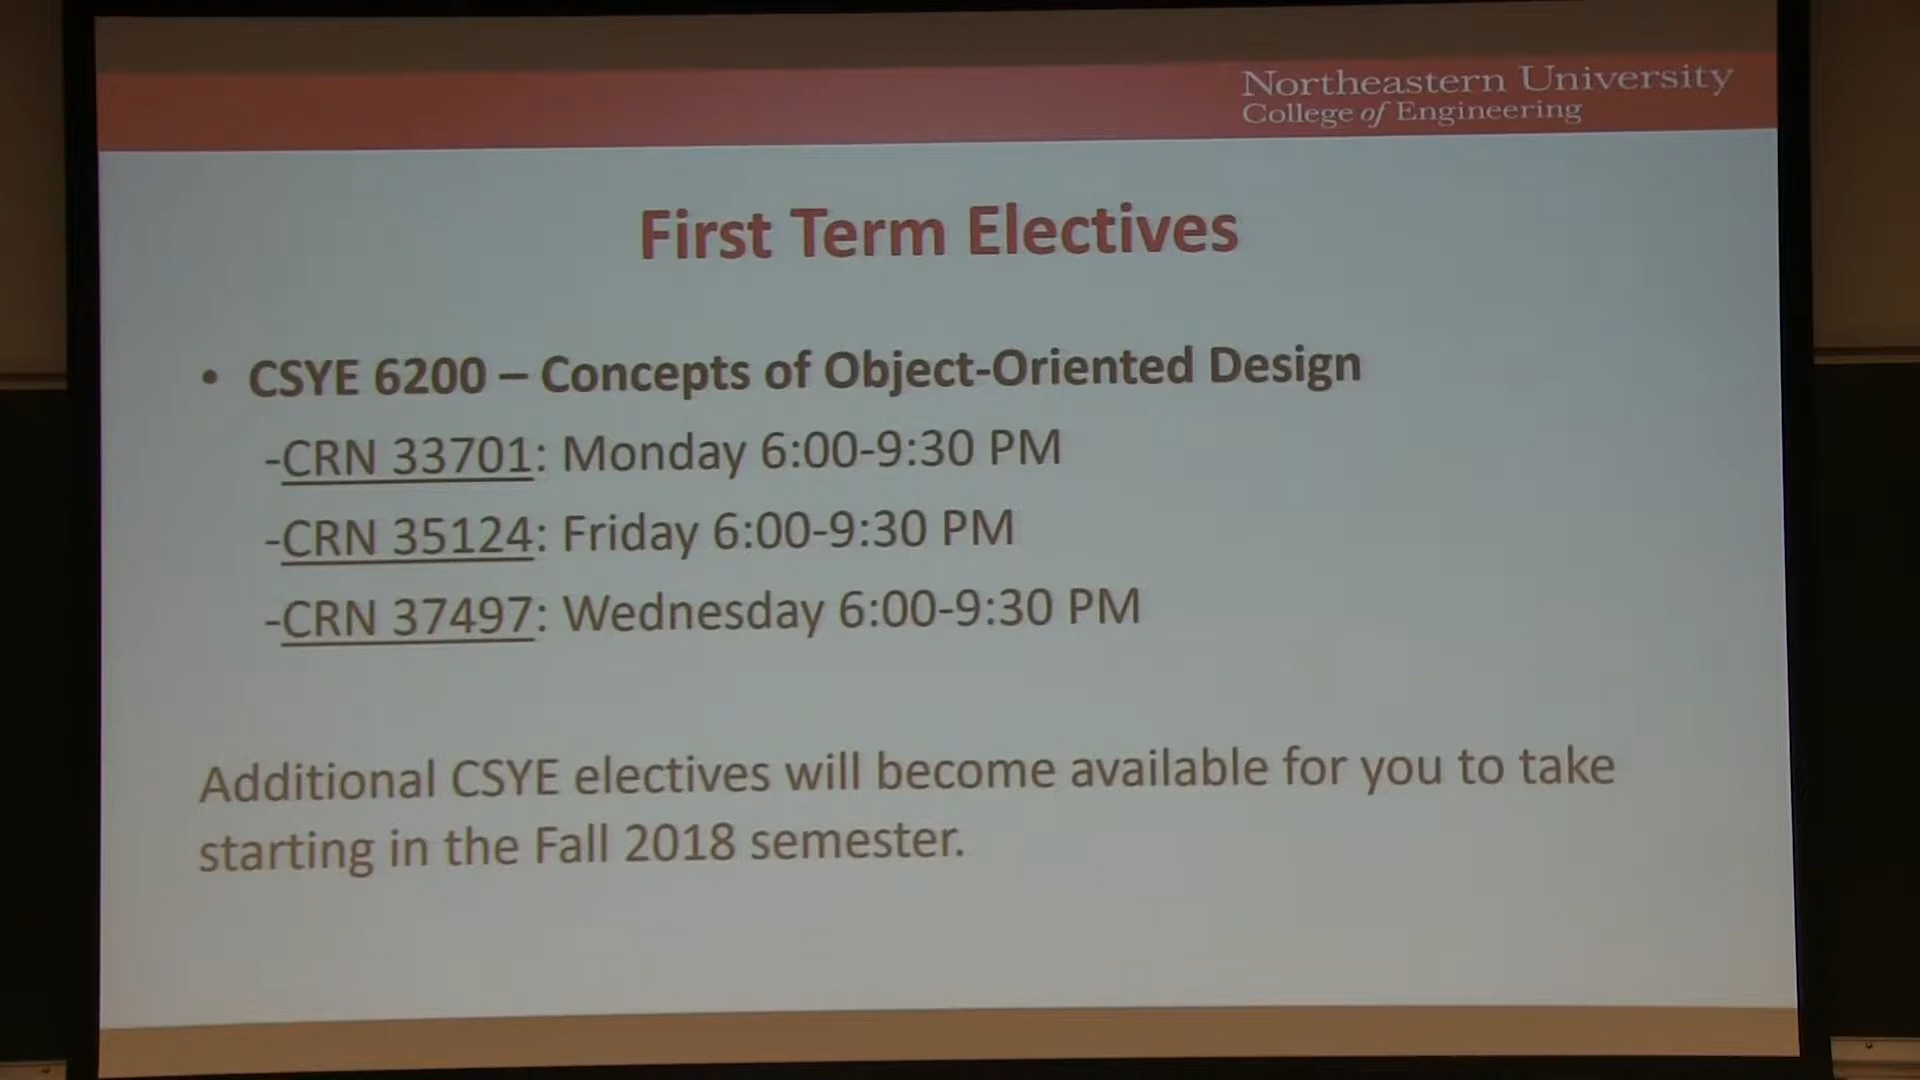 Northeastern University
College of Engineering
First Term Electives
• CSYE 6200 – Concepts of Object-Oriented Design
-CRN 33701: Monday 6:00-9:30 PM
-CRN 35124: Friday 6:00-9:30 PM
-CRN 37497: Wednesday 6:00-9:30 PM
Additional CSYE electives will become available for you to take
starting in the Fall 2018 semester.